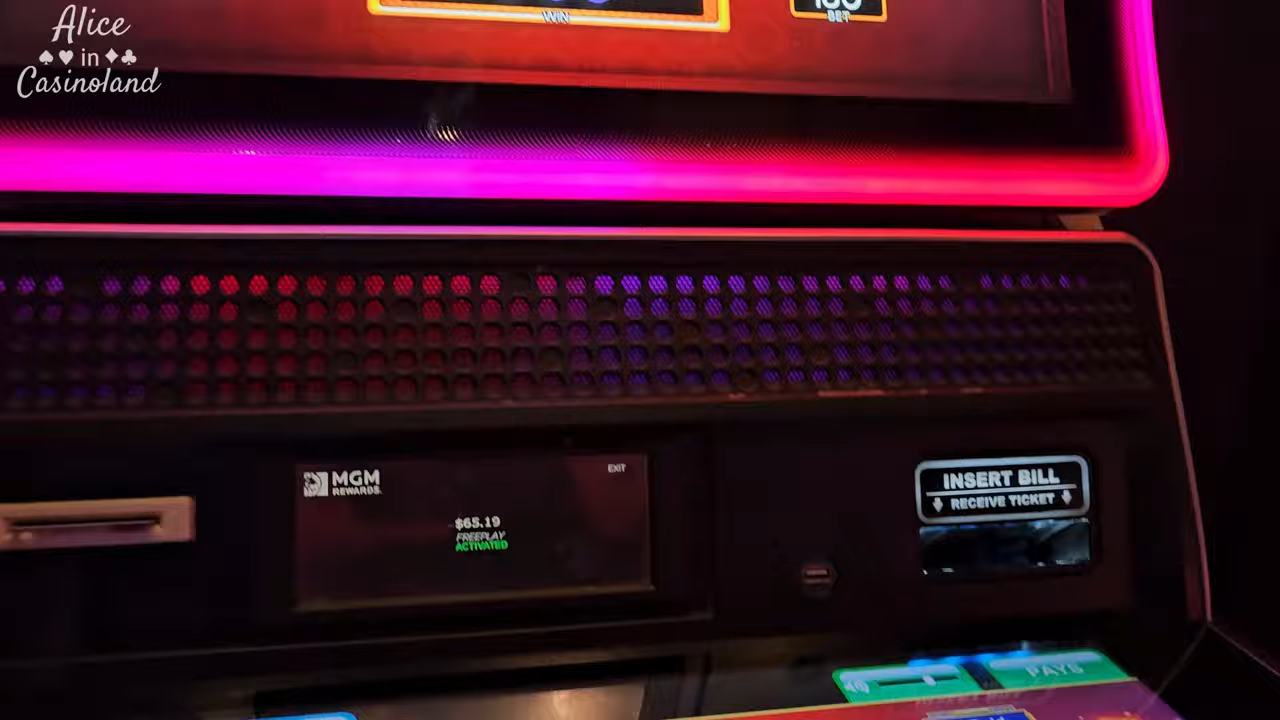 Alice
in
Casinoland
WIN
BET
MGM
REWARDS.
EXIT
$65.19
FREEPLAY
ACTIVATED
INSERT BILL
RECEIVE TICKET
PAYS